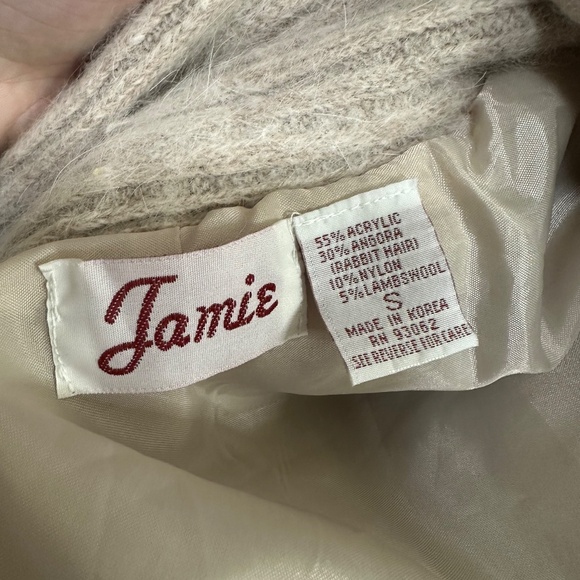 Jamie
55% ACRYLIC
30% ANGORA
(RABBIT HAIR)
10% NYLON
5% LAMBSWOOL
S
MADE IN KOREA
RN 93062
SEE REVERSE FOR CARE